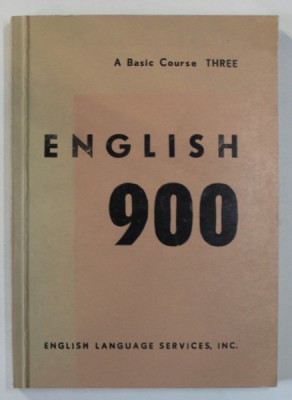 A Basic Course THREE
ENGLISH
900
ENGLISH LANGUAGE SERVICES, INC.